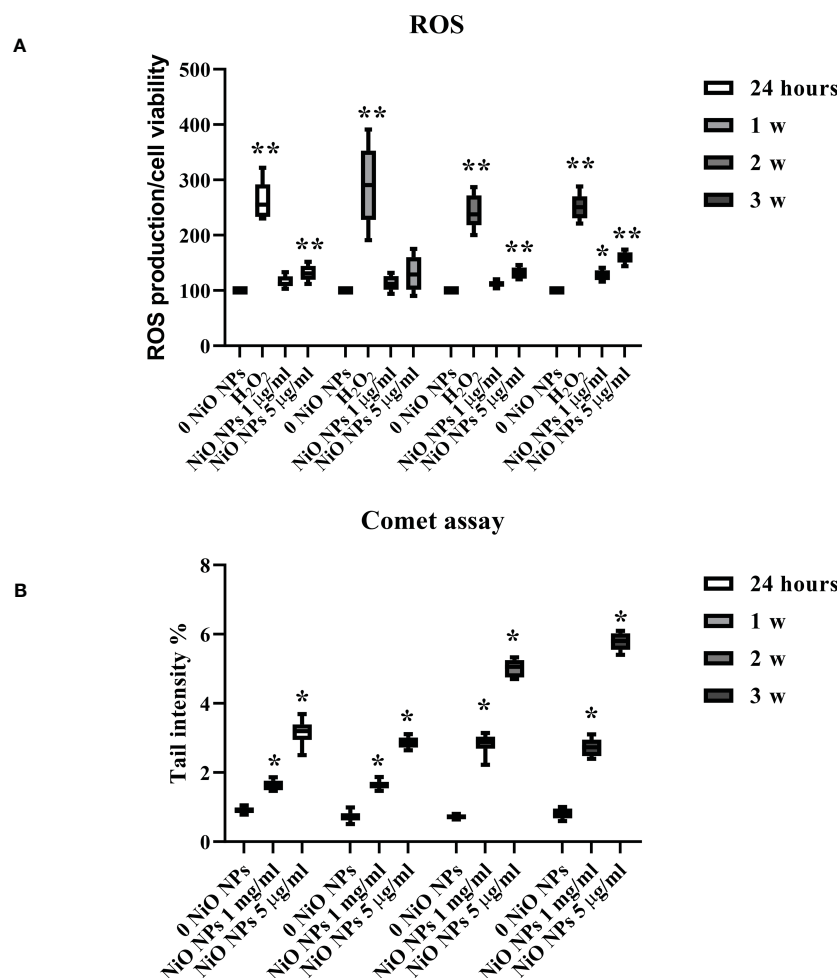 ROS
A
ROS production/cell viability
500
400
300
200
100
0
**
**
**
**
**
**
*
**
24 hours
1 w
2 w
3 w
0 NiO NPs
H₂O₂
NiO NPs 1 µg/ml
NiO NPs 5 µg/ml
0 NiO NPs
H₂O₂
NiO NPs 1 µg/ml
NiO NPs 5 µg/ml
0 NiO NPs
H₂O₂
NiO NPs 1 µg/ml
NiO NPs 5 µg/ml
0 NiO NPs
H₂O₂
NiO NPs 1 µg/ml
NiO NPs 5 µg/ml
Comet assay
B
Tail intensity %
8
6
4
2
0
*
*
*
*
*
*
*
*
24 hours
1 w
2 w
3 w
0 NiO NPs
NiO NPs 1 mg/ml
NiO NPs 5 µg/ml
0 NiO NPs
NiO NPs 1 mg/ml
NiO NPs 5 µg/ml
0 NiO NPs
NiO NPs 1 mg/ml
NiO NPs 5 µg/ml
0 NiO NPs
NiO NPs 1 mg/ml
NiO NPs 5 µg/ml